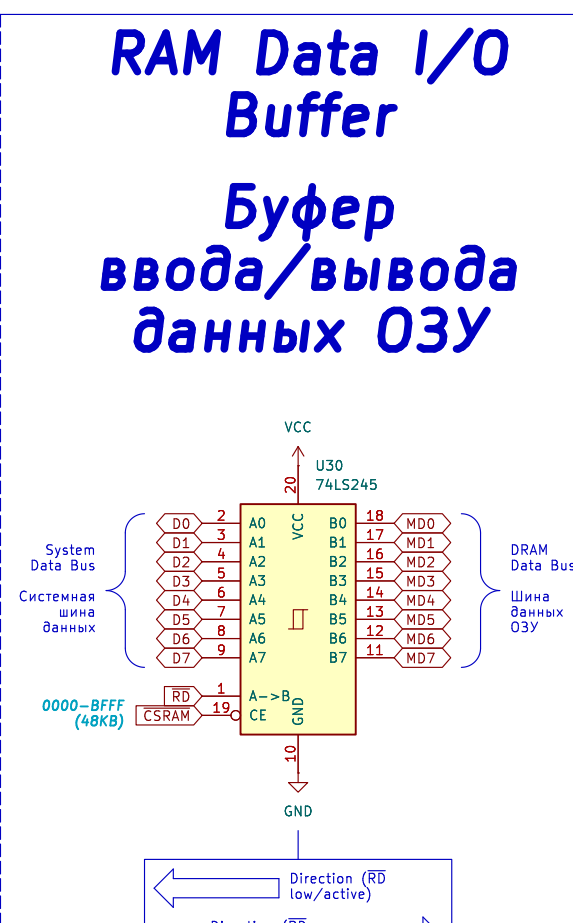 RAM Data I/O
Buffer
Буфер
ввода/вывода
данных ОЗУ
VCC
U30
74LS245
20
VCC
D0 2 A0 B0 18 MD0
D1 3 A1 B1 17 MD1
D2 4 A2 B2 16 MD2
D3 5 A3 B3 15 MD3
D4 6 A4 B4 14 MD4
D5 7 A5 B5 13 MD5
D6 8 A6 B6 12 MD6
D7 9 A7 B7 11 MD7
System
Data Bus
Системная
шина
данных
DRAM
Data Bus
Шина
данных
ОЗУ
RD 1 A->B
0000-BFFF
(48KB)
CSRAM 19 CE
GND
10
GND
Direction (RD
low/active)